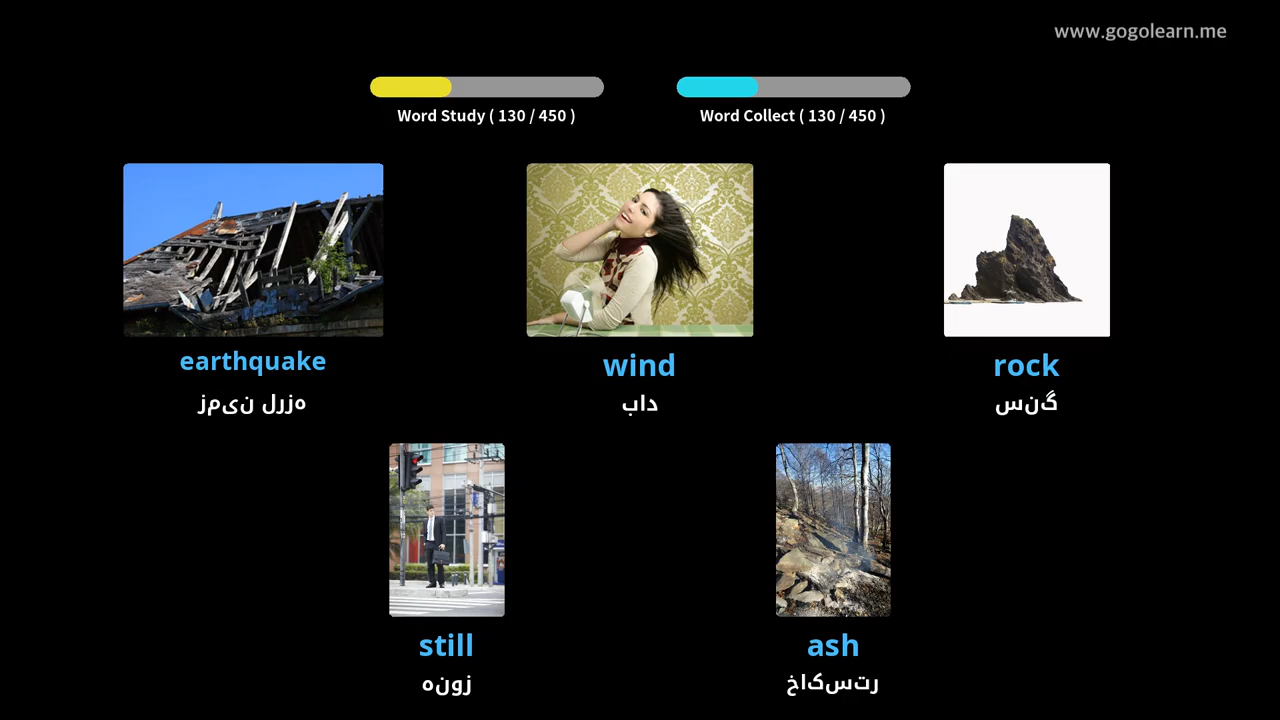 www.gogolearn.me
Word Study ( 130 / 450 )
Word Collect ( 130 / 450 )
earthquake
هزرل نیمز
wind
داب
rock
گنس
still
زونه
ash
رتسکاخ